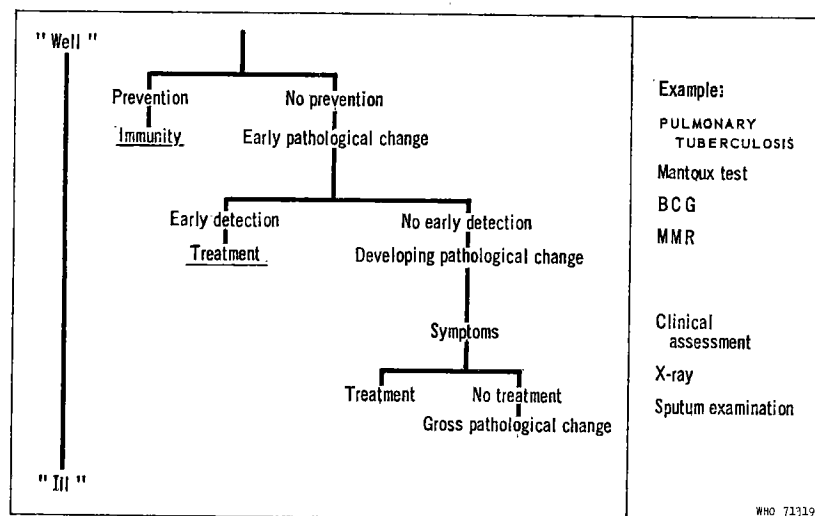 " Well "
Prevention
No prevention
Immunity
Early pathological change
Early detection
No early detection
Treatment
Developing pathological change
Symptoms
Treatment
No treatment
Gross pathological change
" Ill "
Example:
PULMONARY
TUBERCULOSIS
Mantoux test
BCG
MMR
Clinical
assessment
X-ray
Sputum examination
WHO 71319